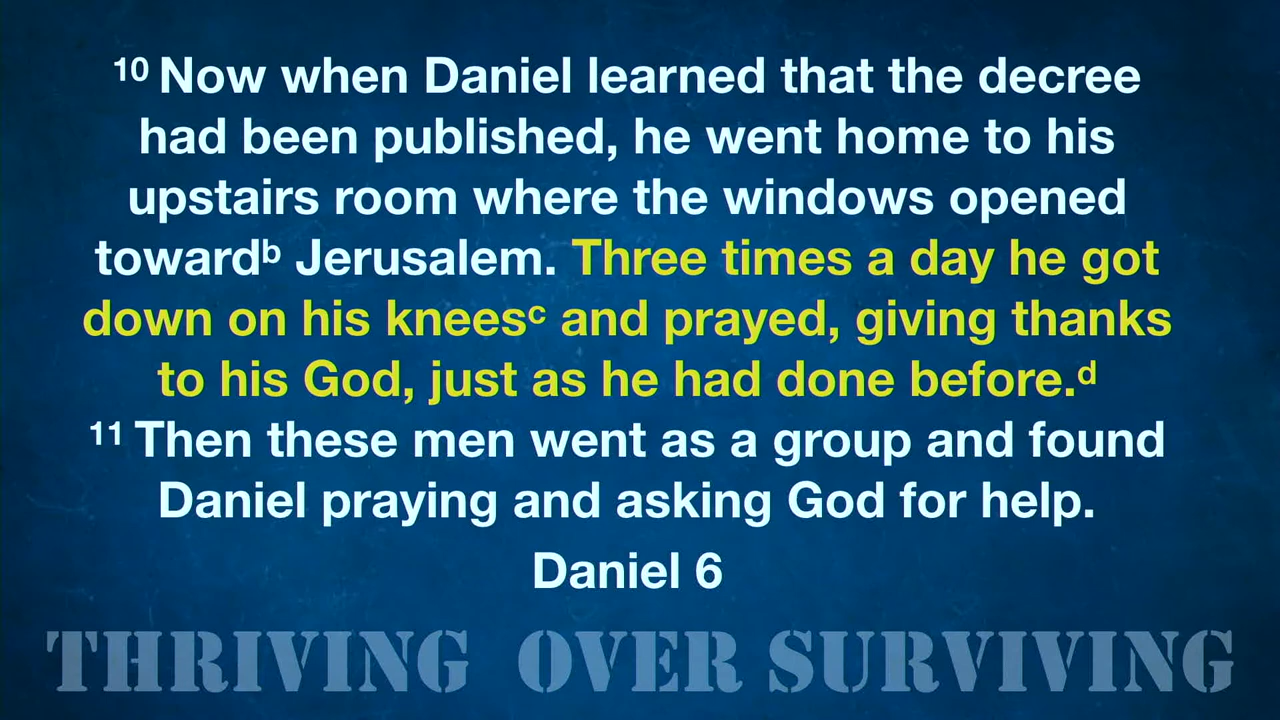 10 Now when Daniel learned that the decree
had been published, he went home to his
upstairs room where the windows opened
towardᵇ Jerusalem. Three times a day he got
down on his kneesᶜ and prayed, giving thanks
to his God, just as he had done before.ᵈ
11 Then these men went as a group and found
Daniel praying and asking God for help.
Daniel 6
THRIVING OVER SURVIVING